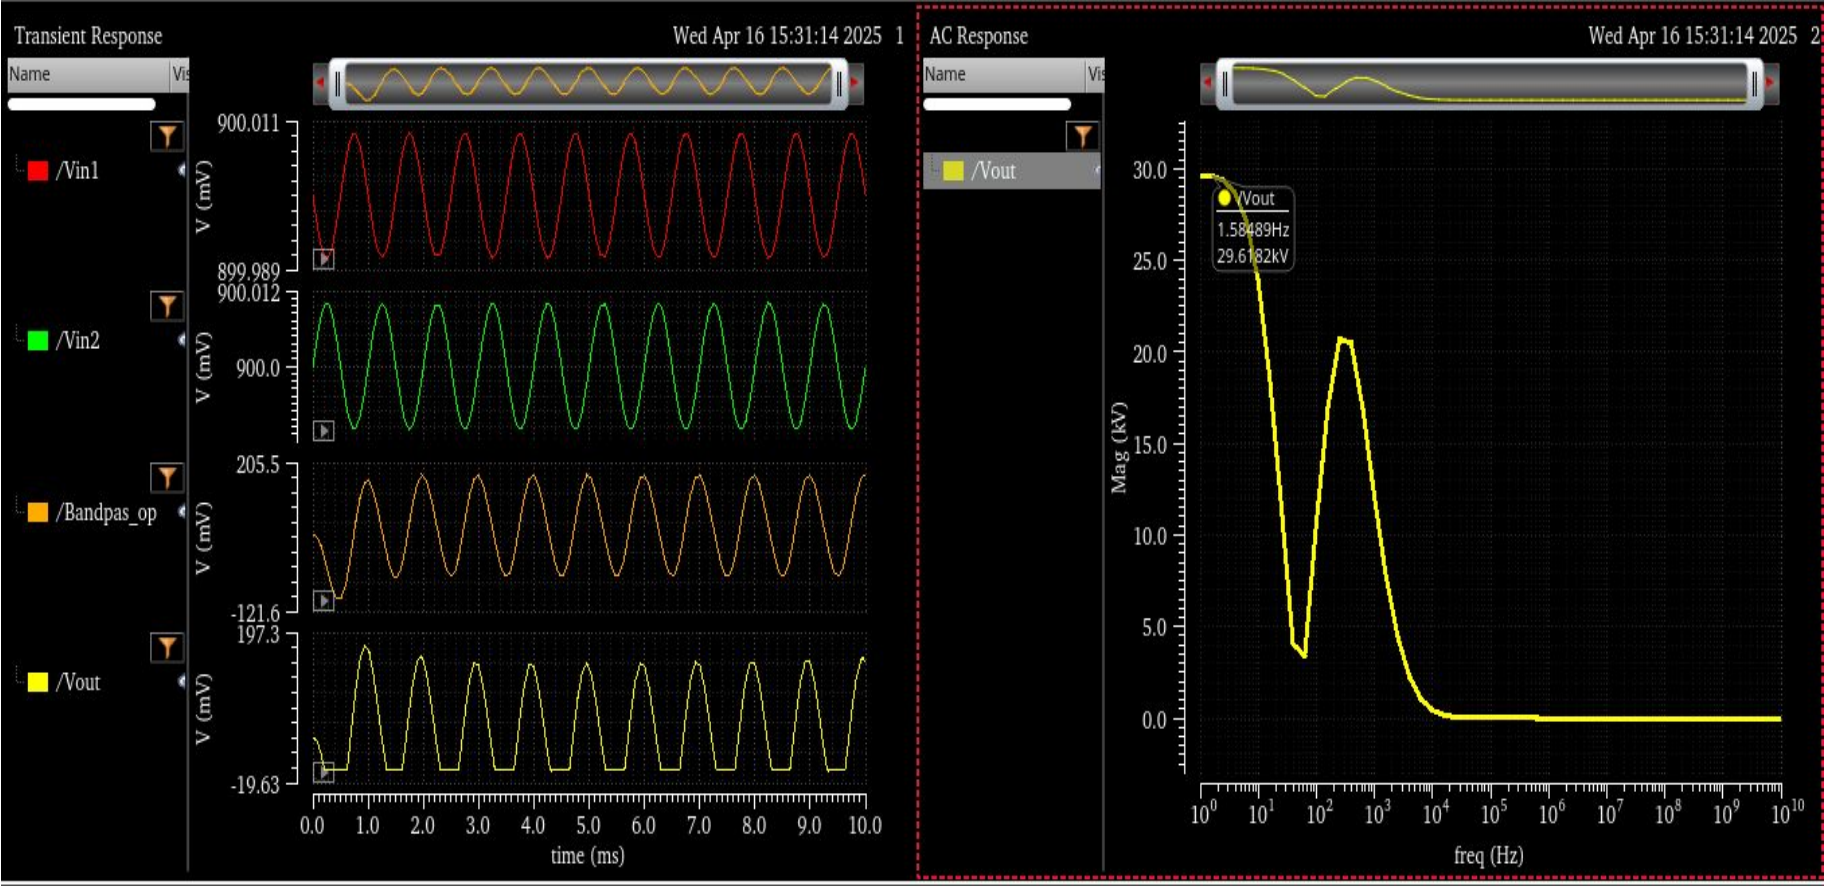 Transient Response
Wed Apr 16 15:31:14 2025 1
Name
Vis
/Vin1
/Vin2
/Bandpas_op
/Vout
900.011
V (mV)
899.989
900.012
900.0
V (mV)
205.5
V (mV)
-121.6
197.3
V (mV)
-19.63
0.0 1.0 2.0 3.0 4.0 5.0 6.0 7.0 8.0 9.0 10.0
time (ms)
AC Response
Wed Apr 16 15:31:14 2025 2
Name
Vis
/Vout
30.0
25.0
20.0
15.0
10.0
5.0
0.0
Mag (kV)
/Vout
1.58489Hz
29.6182kV
10^0 10^1 10^2 10^3 10^4 10^5 10^6 10^7 10^8 10^9 10^10
freq (Hz)